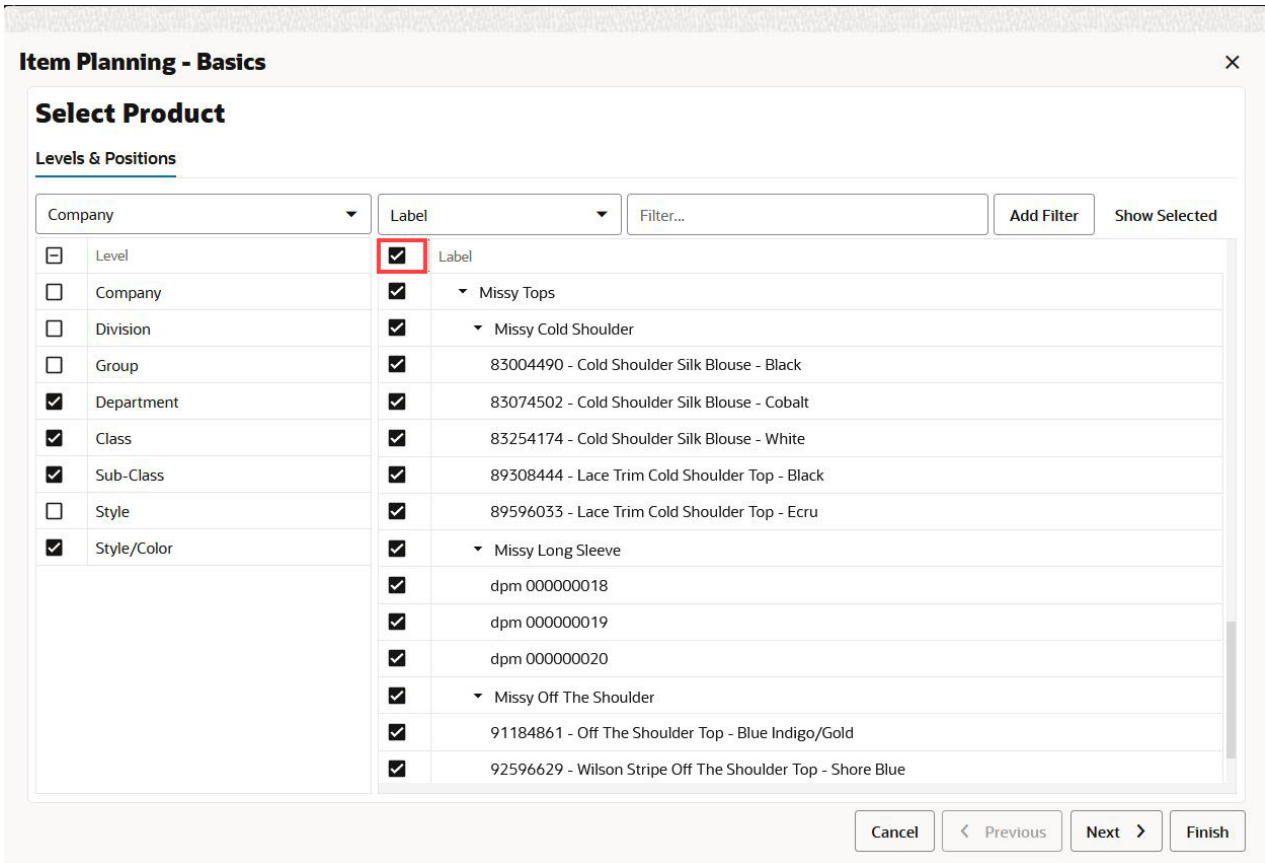 Item Planning - Basics
Select Product
Levels & Positions
Company
Label
Filter...
Add Filter
Show Selected
Level
Company
Division
Group
Department
Class
Sub-Class
Style
Style/Color
Label
Missy Tops
Missy Cold Shoulder
83004490 - Cold Shoulder Silk Blouse - Black
83074502 - Cold Shoulder Silk Blouse - Cobalt
83254174 - Cold Shoulder Silk Blouse - White
89308444 - Lace Trim Cold Shoulder Top - Black
89596033 - Lace Trim Cold Shoulder Top - Ecru
Missy Long Sleeve
dpm 000000018
dpm 000000019
dpm 000000020
Missy Off The Shoulder
91184861 - Off The Shoulder Top - Blue Indigo/Gold
92596629 - Wilson Stripe Off The Shoulder Top - Shore Blue
Cancel
Previous
Next
Finish